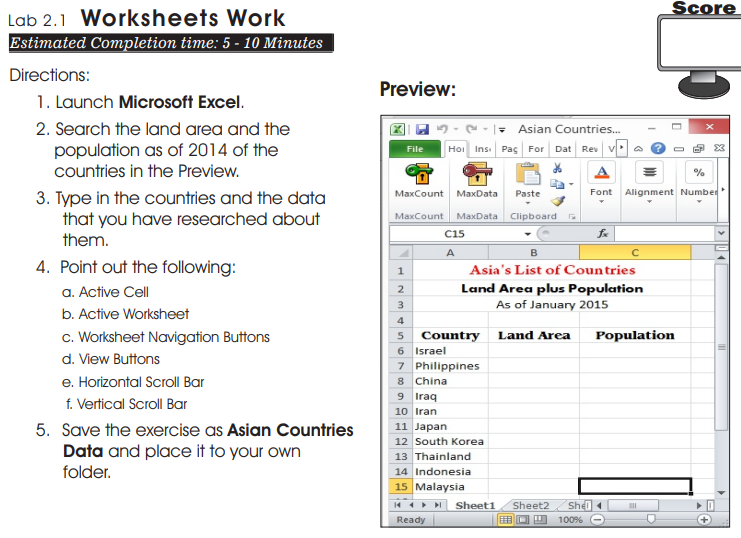 Lab 2.1 Worksheets Work
Estimated Completion time: 5 - 10 Minutes
Score
Directions:
1. Launch Microsoft Excel.
2. Search the land area and the
population as of 2014 of the
countries in the Preview.
3. Type in the countries and the data
that you have researched about
them.
4. Point out the following:
a. Active Cell
b. Active Worksheet
c. Worksheet Navigation Buttons
d. View Buttons
e. Horizontal Scroll Bar
f. Vertical Scroll Bar
5. Save the exercise as Asian Countries
Data and place it to your own
folder.
Preview:
Asian Countries...
File Hor Ins Pag For Dat Rev V
MaxCount MaxData Paste Font Alignment Number
MaxCount MaxData Clipboard
C15 fx
A B C
1 Asia's List of Countries
2 Land Area plus Population
3 As of January 2015
4
5 Country Land Area Population
6 Israel
7 Philippines
8 China
9 Iraq
10 Iran
11 Japan
12 South Korea
13 Thainland
14 Indonesia
15 Malaysia
Sheet1 Sheet2 She
Ready 100%